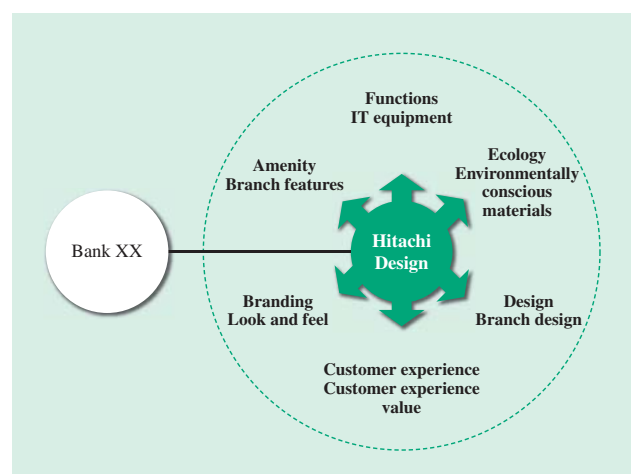 Functions
IT equipment
Ecology
Environmentally
conscious
materials
Amenity
Branch features
Bank XX
Hitachi
Design
Branding
Look and feel
Design
Branch design
Customer experience
Customer experience
value